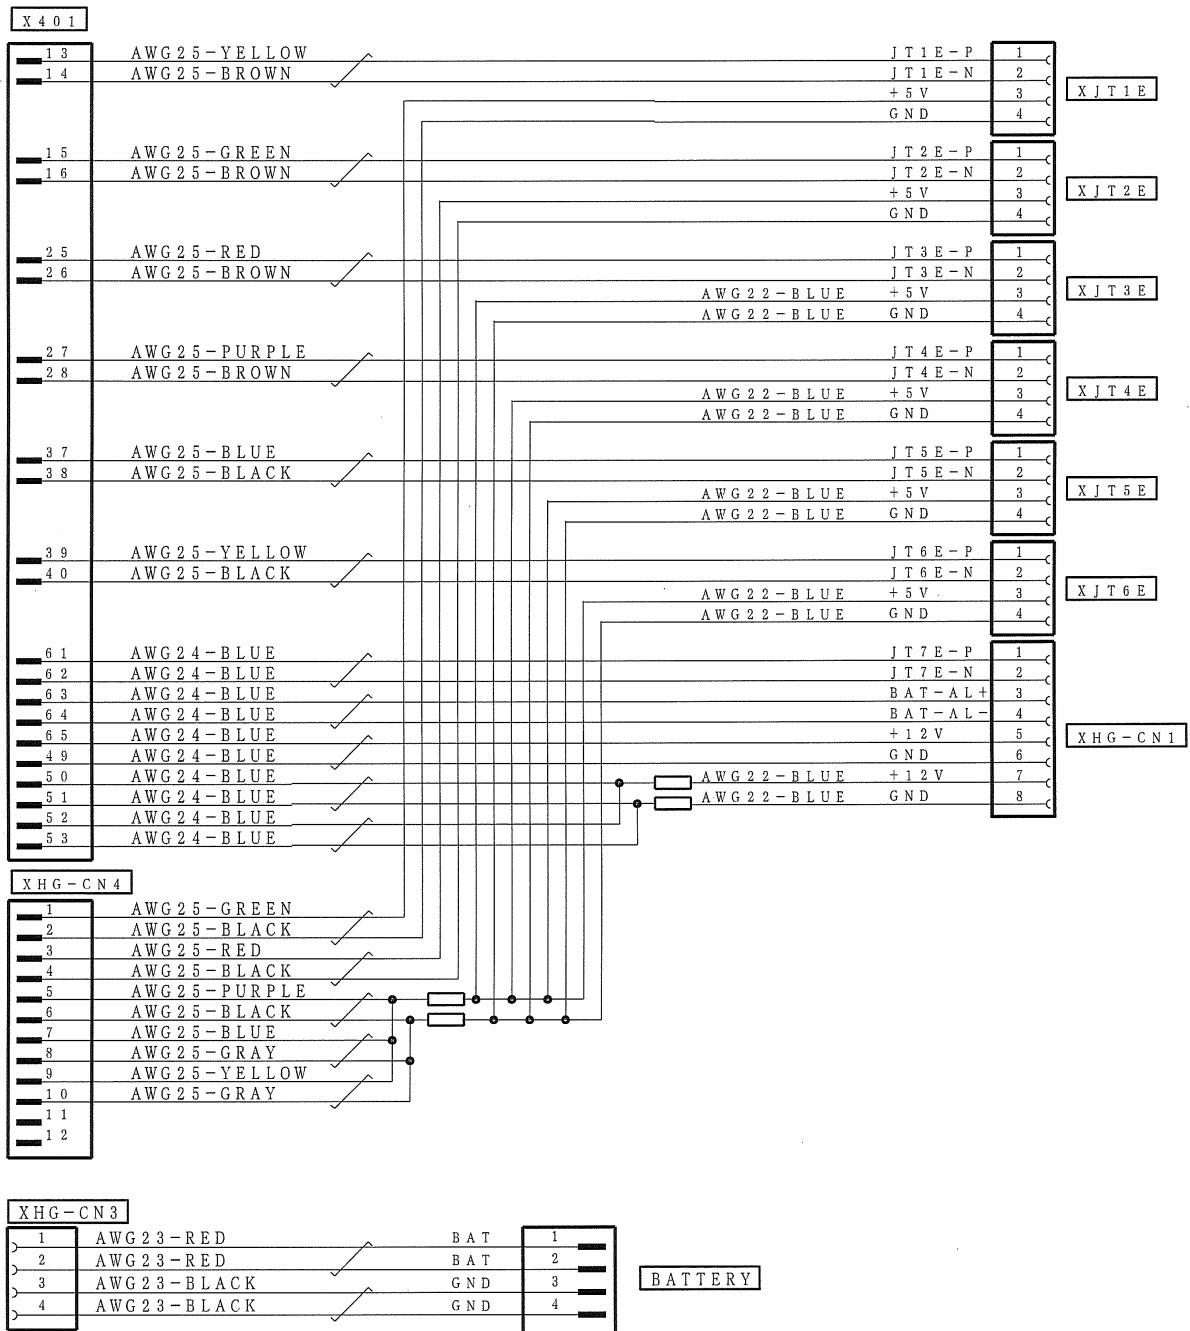 X401
13 AWG25-YELLOW JT1E-P 1
14 AWG25-BROWN JT1E-N 2
+5V 3
XJT1E
GND 4
15 AWG25-GREEN JT2E-P 1
16 AWG25-BROWN JT2E-N 2
XJT2E
+5V 3
GND 4
25 AWG25-RED JT3E-P 1
26 AWG25-BROWN JT3E-N 2
AWG22-BLUE +5V 3
XJT3E
AWG22-BLUE GND 4
27 AWG25-PURPLE JT4E-P 1
28 AWG25-BROWN JT4E-N 2
AWG22-BLUE +5V 3
XJT4E
AWG22-BLUE GND 4
37 AWG25-BLUE JT5E-P 1
38 AWG25-BLACK JT5E-N 2
AWG22-BLUE +5V 3
XJT5E
AWG22-BLUE GND 4
39 AWG25-YELLOW JT6E-P 1
40 AWG25-BLACK JT6E-N 2
AWG22-BLUE +5V 3
XJT6E
AWG22-BLUE GND 4
61 AWG24-BLUE JT7E-P 1
62 AWG24-BLUE JT7E-N 2
63 AWG24-BLUE BAT-AL+ 3
64 AWG24-BLUE BAT-AL- 4
65 AWG24-BLUE +12V 5
XHG-CN1
49 AWG24-BLUE GND 6
50 AWG24-BLUE AWG22-BLUE +12V 7
51 AWG24-BLUE AWG22-BLUE GND 8
52 AWG24-BLUE
53 AWG24-BLUE
XHG-CN4
1 AWG25-GREEN
2 AWG25-BLACK
3 AWG25-RED
4 AWG25-BLACK
5 AWG25-PURPLE
6 AWG25-BLACK
7 AWG25-BLUE
8 AWG25-GRAY
9 AWG25-YELLOW
10 AWG25-GRAY
11
12
XHG-CN3
1 AWG23-RED BAT 1
2 AWG23-RED BAT 2
3 AWG23-BLACK GND 3
BATTERY
4 AWG23-BLACK GND 4